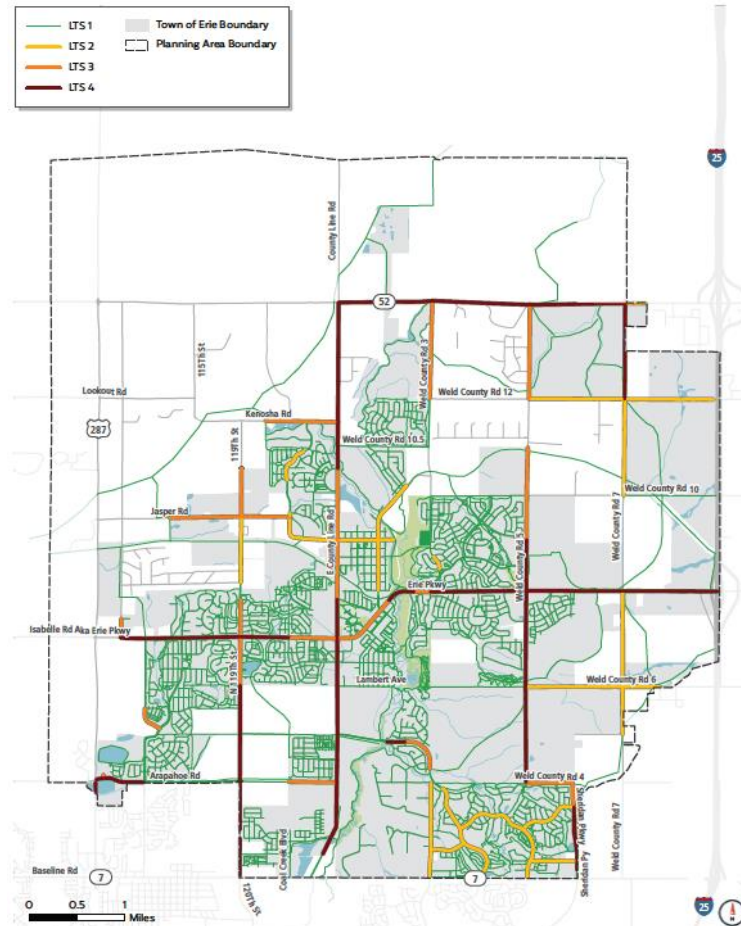 LTS 1
LTS 2
LTS 3
LTS 4
Town of Erie Boundary
Planning Area Boundary
25
County Line Rd
52
115Th St
Weld County Rd 3
Lookout Rd
Weld County Rd 12
Kenosha Rd
287
119Th St
Weld County Rd 10.5
Weld County Rd 10
Jasper Rd
E County Line Rd
Weld County Rd 5
Weld County Rd 7
Erie Pkwy
Isabelle Rd Aka Erie Pkwy
N 119Th St
Lambert Ave
Weld County Rd 6
Arapahoe Rd
Weld County Rd 4
Sheridan Pkwy
Coal Creek Blvd
Weld County Rd 7
Sheridan Py
Baseline Rd
7
7
120Th St
25
0 0.5 1
Miles
N